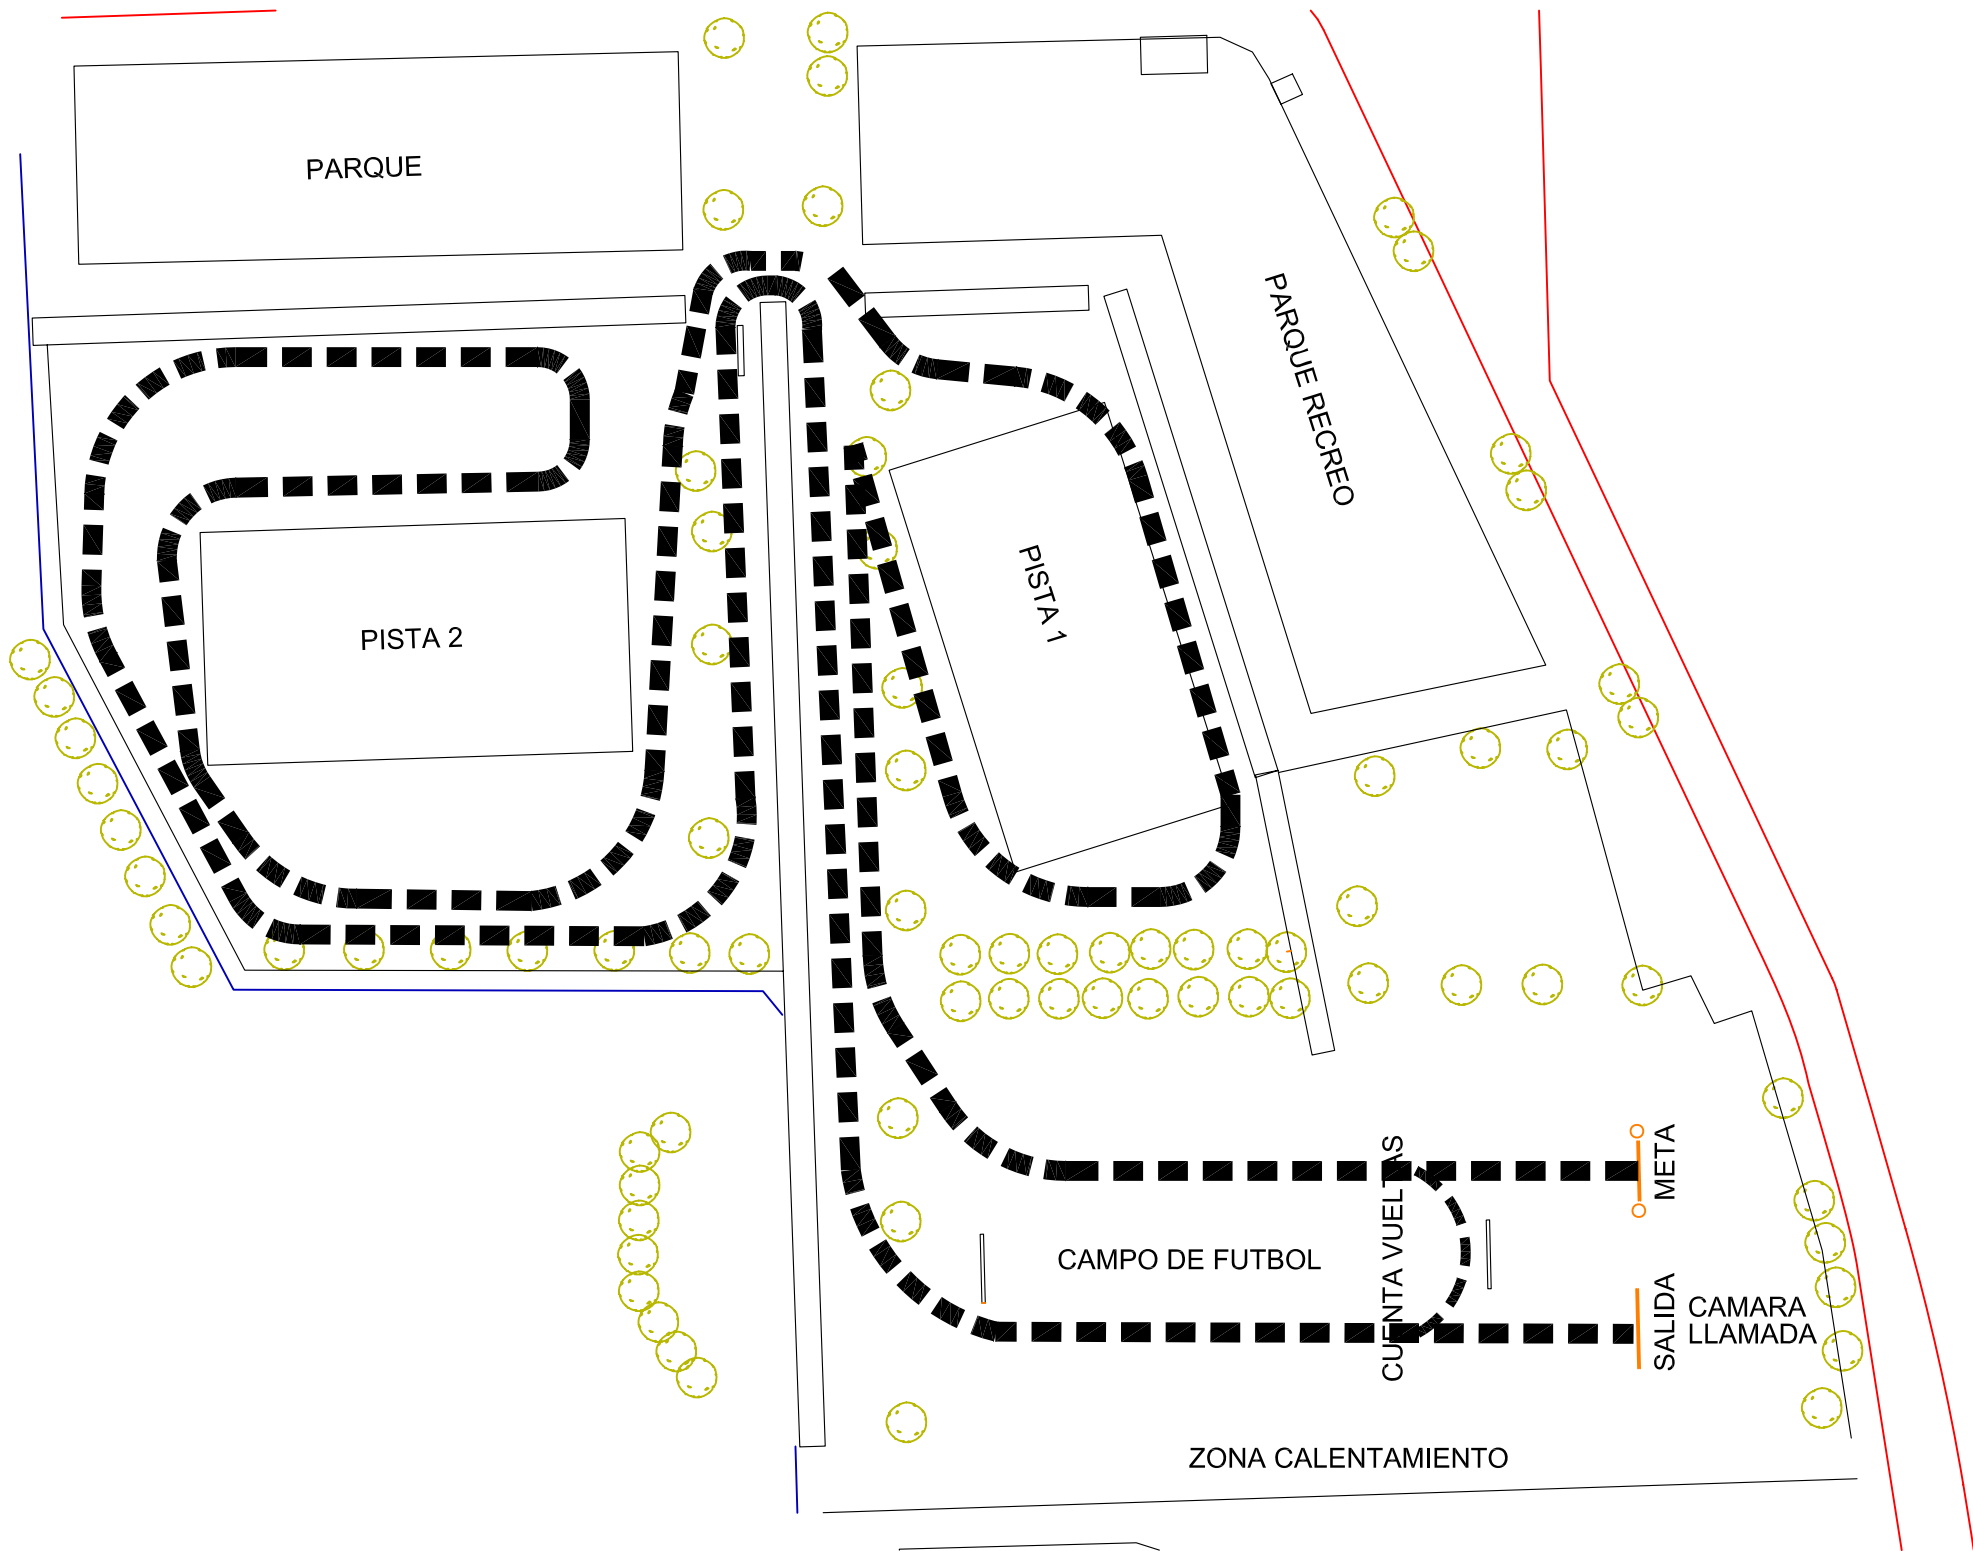 PARQUE
PARQUE RECREO
PISTA 1
PISTA 2
META
CUENTA VUELTAS
CAMPO DE FUTBOL
SALIDA
CAMARA
LLAMADA
ZONA CALENTAMIENTO